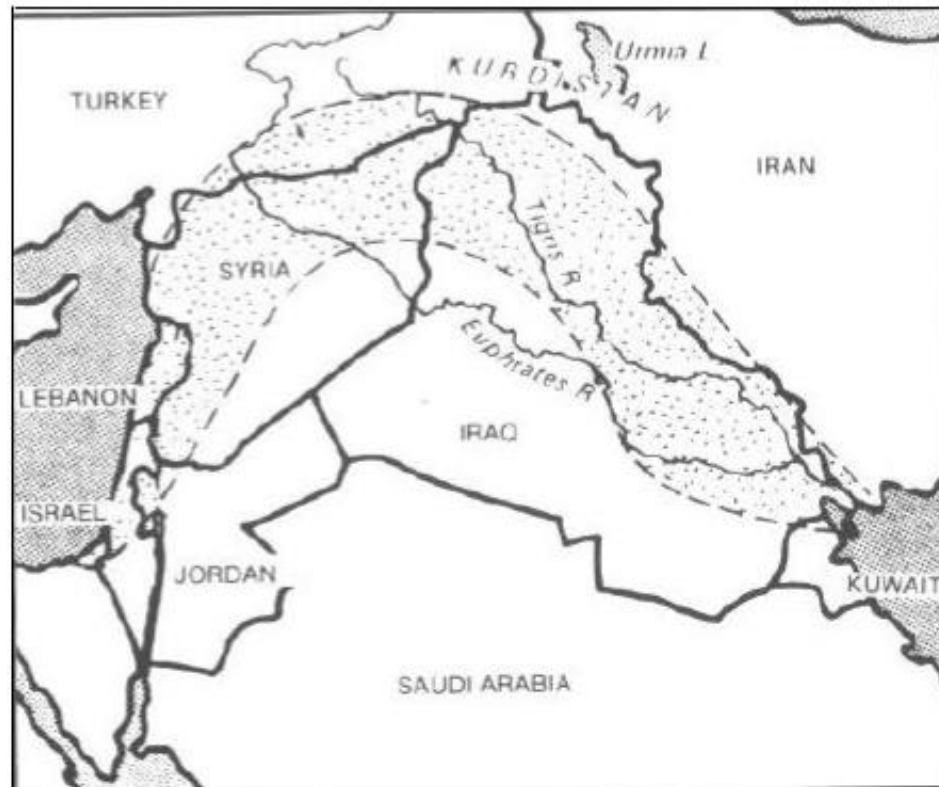 Urmia L.
KURDISTAN
TURKEY
IRAN
Tigris R
SYRIA
Euphrates R
LEBANON
IRAQ
ISRAEL
JORDAN
KUWAIT
SAUDI ARABIA